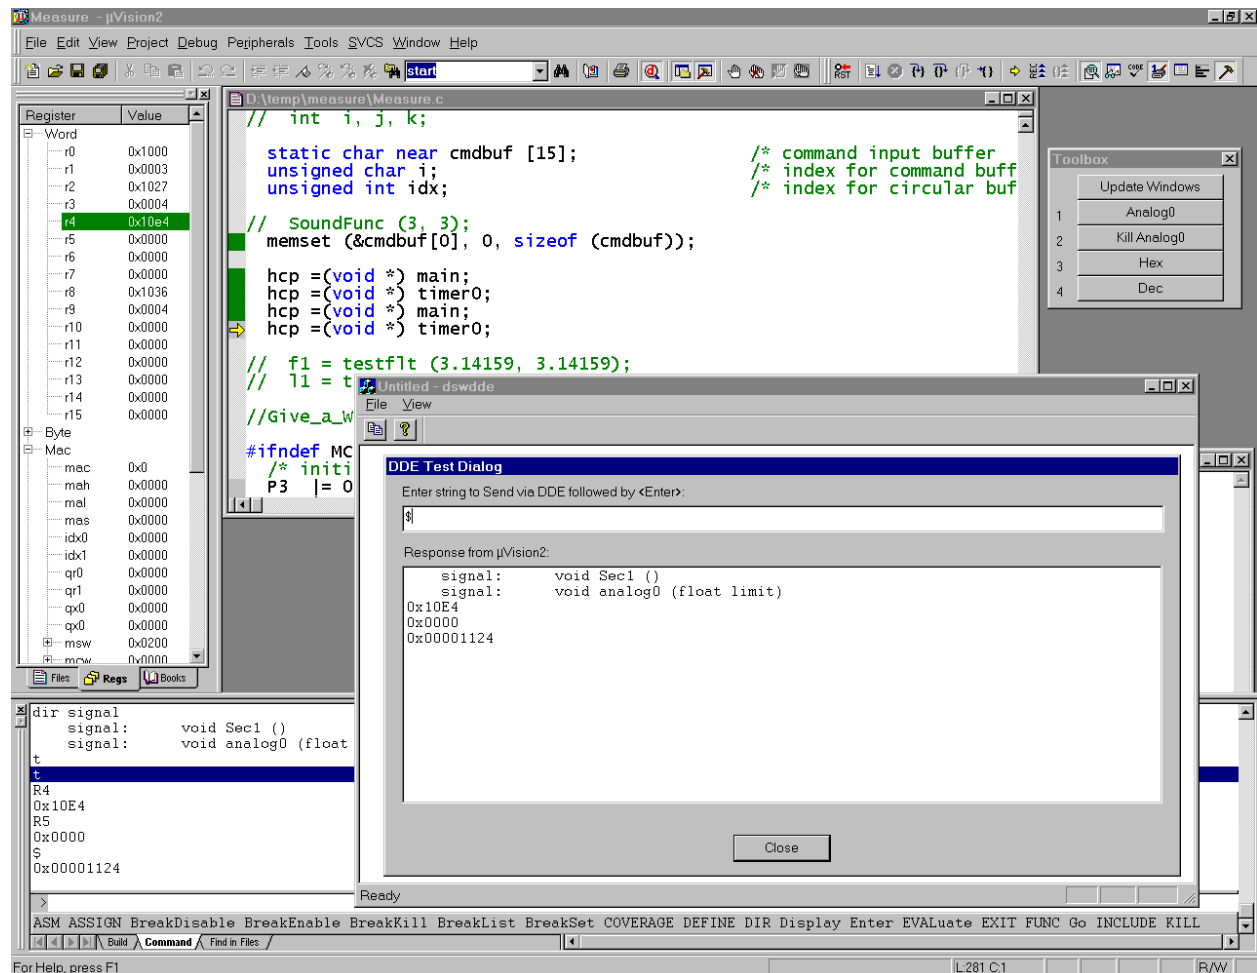 Measure - µVision2
File Edit View Project Debug Peripherals Tools SVCS Window Help
start
RST
CODE
Register Value
Word
r0 0x1000
r1 0x0003
r2 0x1027
r3 0x0004
r4 0x10e4
r5 0x0000
r6 0x0000
r7 0x0000
r8 0x1036
r9 0x0004
r10 0x0000
r11 0x0000
r12 0x0000
r13 0x0000
r14 0x0000
r15 0x0000
Byte
Mac
mac 0x0
mah 0x0000
mal 0x0000
mas 0x0000
idx0 0x0000
idx1 0x0000
qr0 0x0000
qr1 0x0000
qx0 0x0000
qx0 0x0000
msw 0x0200
mcw 0x0000
Files Regs Books
D:\temp\measure\Measure.c
// int i, j, k;
static char near cmdbuf [15]; /* command input buffer
unsigned char i; /* index for command buff
unsigned int idx; /* index for circular buf
// SoundFunc (3, 3);
memset (&cmdbuf[0], 0, sizeof (cmdbuf));
hcp =(void *) main;
hcp =(void *) timer0;
hcp =(void *) main;
hcp =(void *) timer0;
// f1 = testflt (3.14159, 3.14159);
// l1 = t
//Give_a_W
#ifndef MC
/* initi
P3 |= 0
Toolbox
Update Windows
1 Analog0
2 Kill Analog0
3 Hex
4 Dec
Untitled - dswdde
File View
DDE Test Dialog
Enter string to Send via DDE followed by <Enter>:
$
Response from µVision2:
signal: void Sec1 ()
signal: void analog0 (float limit)
0x10E4
0x0000
0x00001124
Close
Ready
dir signal
signal: void Sec1 ()
signal: void analog0 (float
t
t
R4
0x10E4
R5
0x0000
$
0x00001124
>
ASM ASSIGN BreakDisable BreakEnable BreakKill BreakList BreakSet COVERAGE DEFINE DIR Display Enter EVALuate EXIT FUNC Go INCLUDE KILL
Build Command Find in Files
For Help, press F1 L:281 C:1 R/W